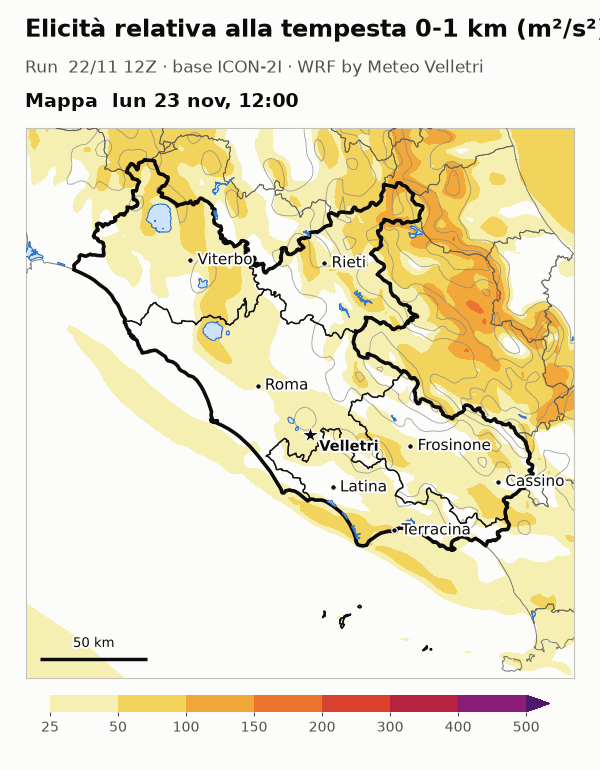 Elicità relativa alla tempesta 0-1 km (m²/s²)
Run 22/11 12Z · base ICON-2I · WRF by Meteo Velletri
Mappa lun 23 nov, 12:00
Viterbo
Rieti
Roma
Velletri
Frosinone
Cassino
Latina
Terracina
50 km
25 50 100 150 200 300 400 500